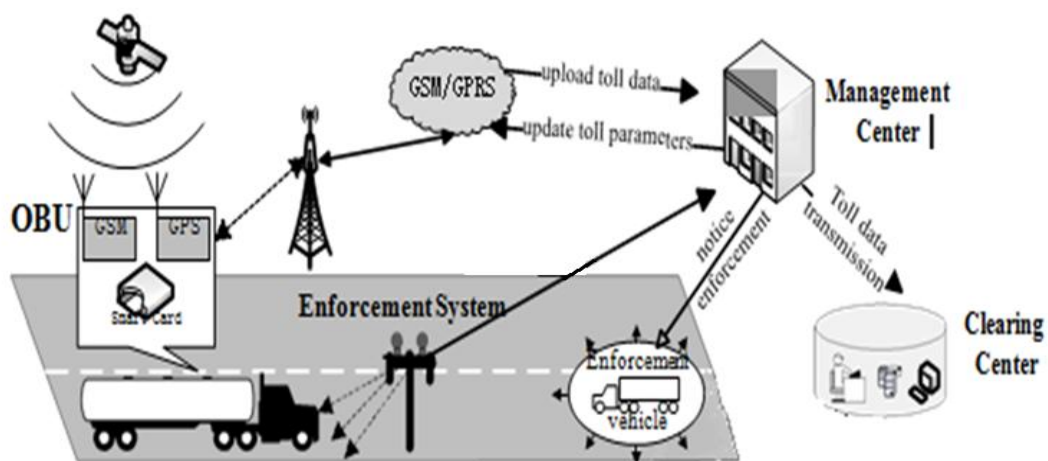 GSM/GPRS
upload toll data
update toll parameters
Management
Center
OBU
GSM
GPS
Smart Card
Enforcement System
notice
enforcement
Toll data
transmission
Enforcement
vehicle
Clearing
Center